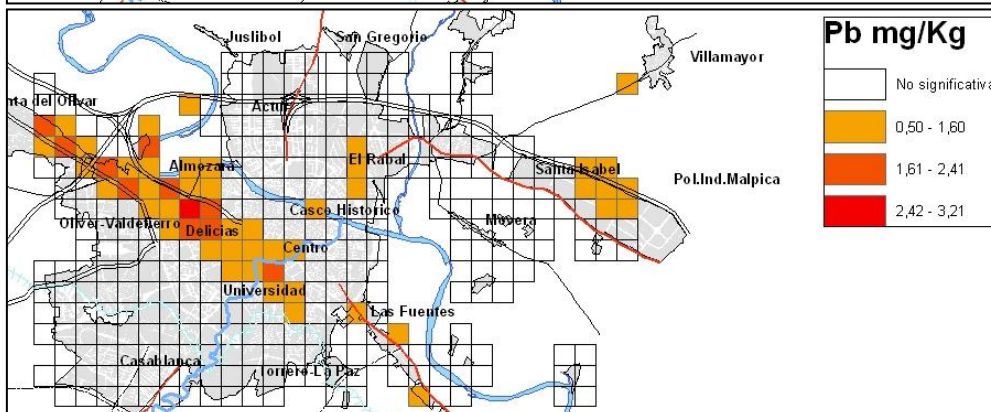 Pb mg/Kg
No significativa
0,50 - 1,60
1,61 - 2,41
2,42 - 3,21
Juslibol
San Gregorio
Villamayor
nta del Olivar
Actur
Almozara
El Rabal
Santa Isabel
Pol.Ind.Malpica
Casco Historico
Oliver-Valdefierro
Delicias
Movera
Centro
Universidad
Las Fuentes
Casablanca
Torrero-La Paz